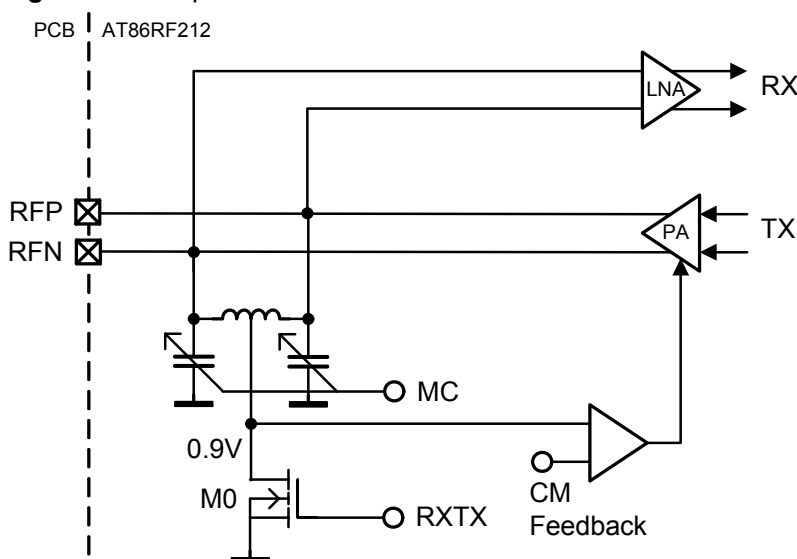 PCB
AT86RF212
LNA
RX
RFP
RFN
PA
TX
MC
0.9V
M0
RXTX
CM
Feedback